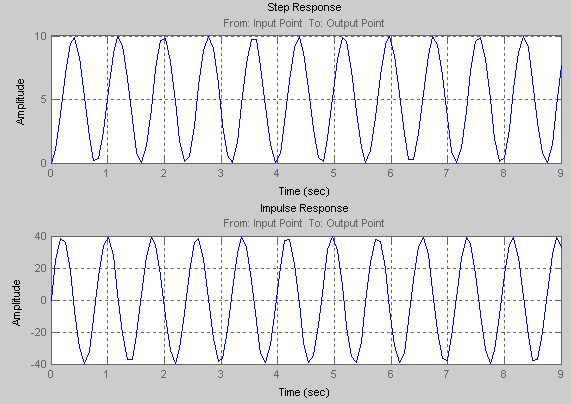 Step Response
From: Input Point To: Output Point
10
5
0
Amplitude
0 1 2 3 4 5 6 7 8 9
Time (sec)
Impulse Response
From: Input Point To: Output Point
40
20
0
-20
-40
Amplitude
0 1 2 3 4 5 6 7 8 9
Time (sec)